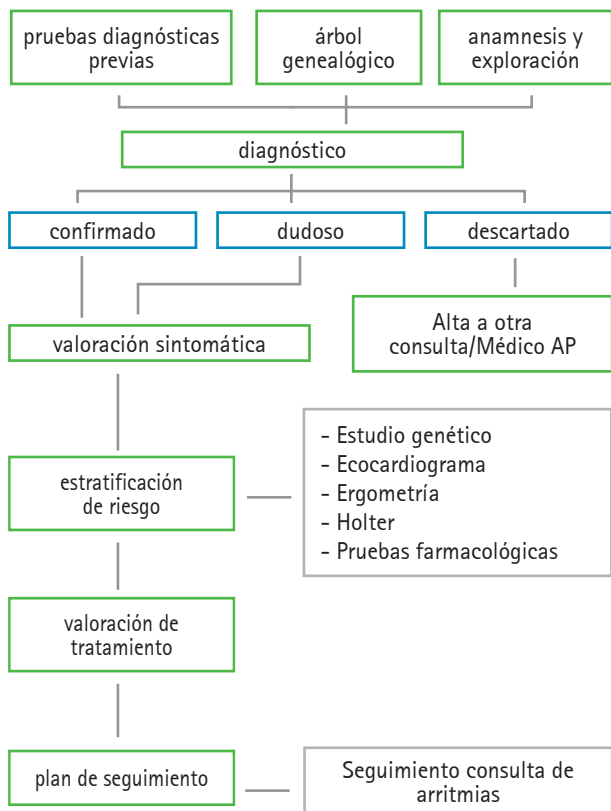 pruebas diagnósticas
previas
árbol
genealógico
anamnesis y
exploración
diagnóstico
confirmado
dudoso
descartado
valoración sintomática
Alta a otra
consulta/Médico AP
estratificación
de riesgo
- Estudio genético
- Ecocardiograma
- Ergometría
- Holter
- Pruebas farmacológicas
valoración de
tratamiento
plan de seguimiento
Seguimiento consulta de
arritmias